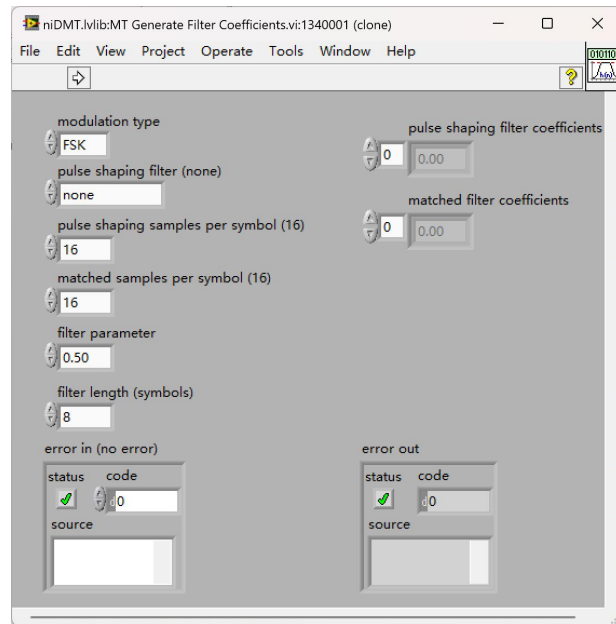 niDMT.lvlib:MT Generate Filter Coefficients.vi:1340001 (clone)
File Edit View Project Operate Tools Window Help
010110
modulation type
FSK
pulse shaping filter (none)
none
pulse shaping samples per symbol (16)
16
matched samples per symbol (16)
16
filter parameter
0.50
filter length (symbols)
8
pulse shaping filter coefficients
0 0.00
matched filter coefficients
0 0.00
error in (no error)
status code
d0
source
error out
status code
d0
source